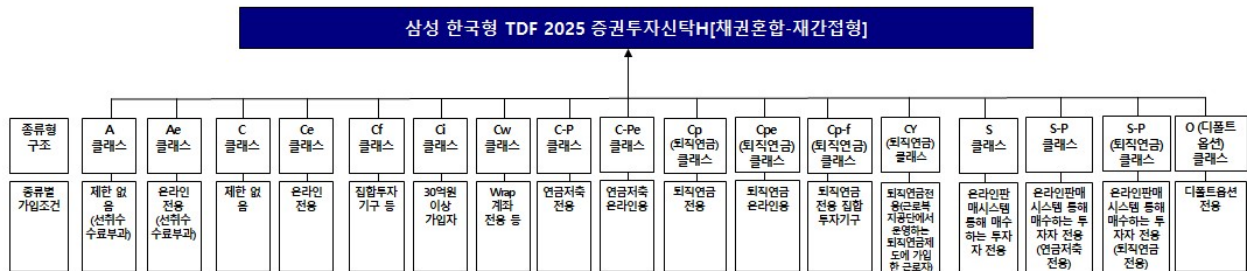 삼성 한국형 TDF 2025 증권투자신탁H[채권혼합-재간접형]
종류형
구조
A
클래스
Ae
클래스
C
클래스
Ce
클래스
Cf
클래스
Ci
클래스
Cw
클래스
C-P
클래스
C-Pe
클래스
Cp
(퇴직연금)
클래스
Cpe
(퇴직연금)
클래스
Cp-f
(퇴직연금)
클래스
CY
(퇴직연금)
클래스
S
클래스
S-P
클래스
S-P
(퇴직연금)
클래스
O (디폴트
옵션)
클래스
종류별
가입조건
제한 없
음
(선취수
수료부과)
온라인
전용
(선취수
수료부과)
제한 없
음
온라인
전용
집합투자
기구 등
30억원
이상
가입자
Wrap
계좌
전용 등
연금저축
전용
연금저축
온라인용
퇴직연금
전용
퇴직연금
온라인용
퇴직연금
전용 집합
투자기구
퇴직연금전
용(근로복
지공단에서
운영하는
퇴직연금제
도에 가입
한 근로자)
온라인판
매시스템
통해 매수
하는 투자
자 전용
온라인판매
시스템 통해
매수하는 투
자자 전용
(연금저축
전용)
온라인판매
시스템 통해
매수하는 투
자자 전용
(퇴직연금
전용)
디폴트옵션
전용